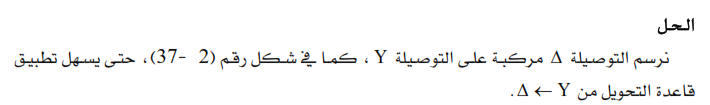 الحل
نرسم التوصيلة Δ مركبة على التوصيلة Y ، كما في شكل رقم (2 -37)، حتى يسهل تطبيق
قاعدة التحويل من Δ ← Y .